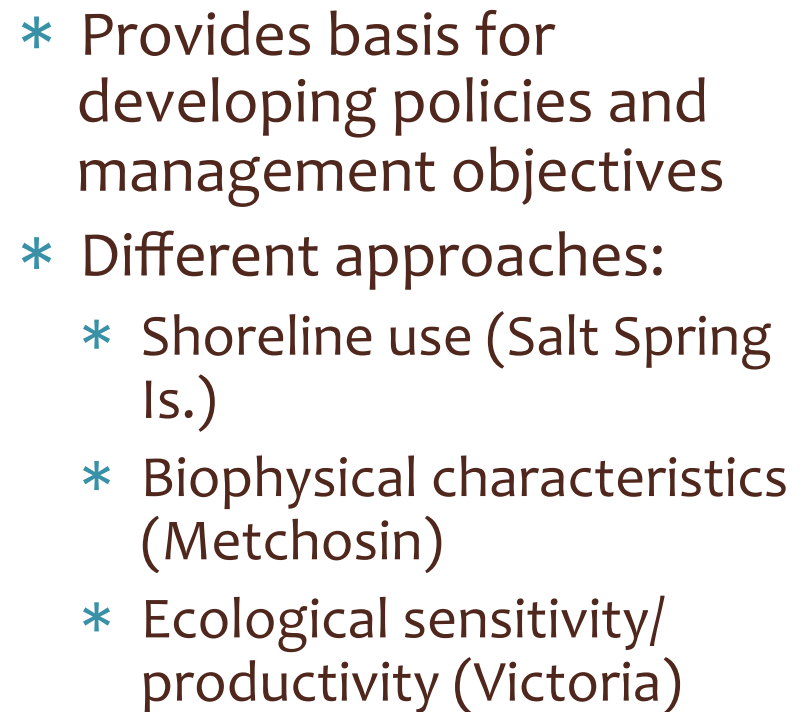 * Provides basis for
developing policies and
management objectives
* Different approaches:
* Shoreline use (Salt Spring
Is.)
* Biophysical characteristics
(Metchosin)
* Ecological sensitivity/
productivity (Victoria)